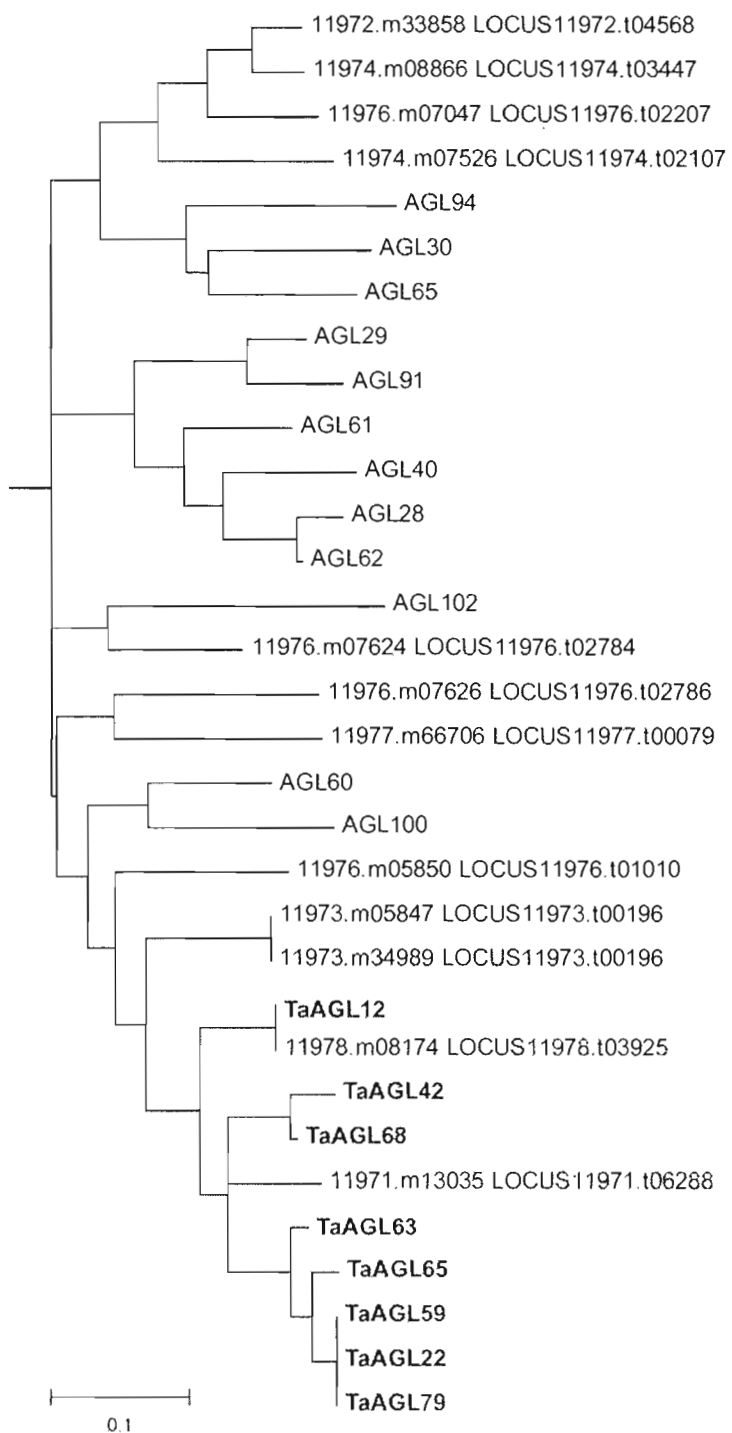 11972.m33858 LOCUS11972.t04568
11974.m08866 LOCUS11974.t03447
11976.m07047 LOCUS11976.t02207
11974.m07526 LOCUS11974.t02107
AGL94
AGL30
AGL65
AGL29
AGL91
AGL61
AGL40
AGL28
AGL62
AGL102
11976.m07624 LOCUS11976.t02784
11976.m07626 LOCUS11976.t02786
11977.m66706 LOCUS11977.t00079
AGL60
AGL100
11976.m05850 LOCUS11976.t01010
11973.m05847 LOCUS11973.t00196
11973.m34989 LOCUS11973.t00196
TaAGL12
11978.m08174 LOCUS11978.t03925
TaAGL42
TaAGL68
11971.m13035 LOCUS11971.t06288
TaAGL63
TaAGL65
TaAGL59
TaAGL22
TaAGL79
0.1